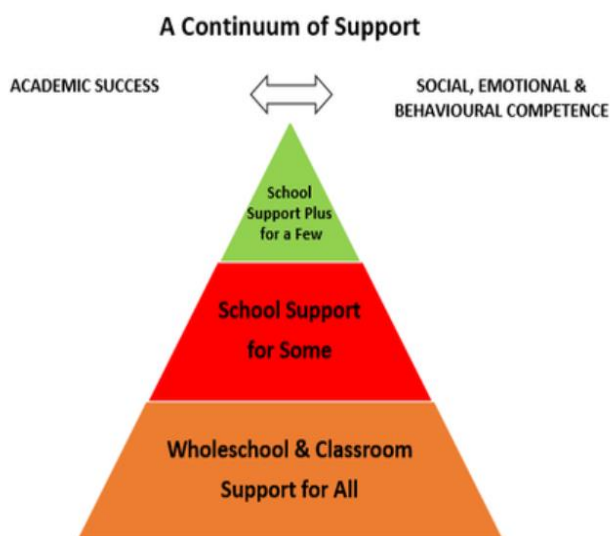 A Continuum of Support
ACADEMIC SUCCESS
SOCIAL, EMOTIONAL &
BEHAVIOURAL COMPETENCE
School
Support Plus
for a Few
School Support
for Some
Wholeschool & Classroom
Support for All